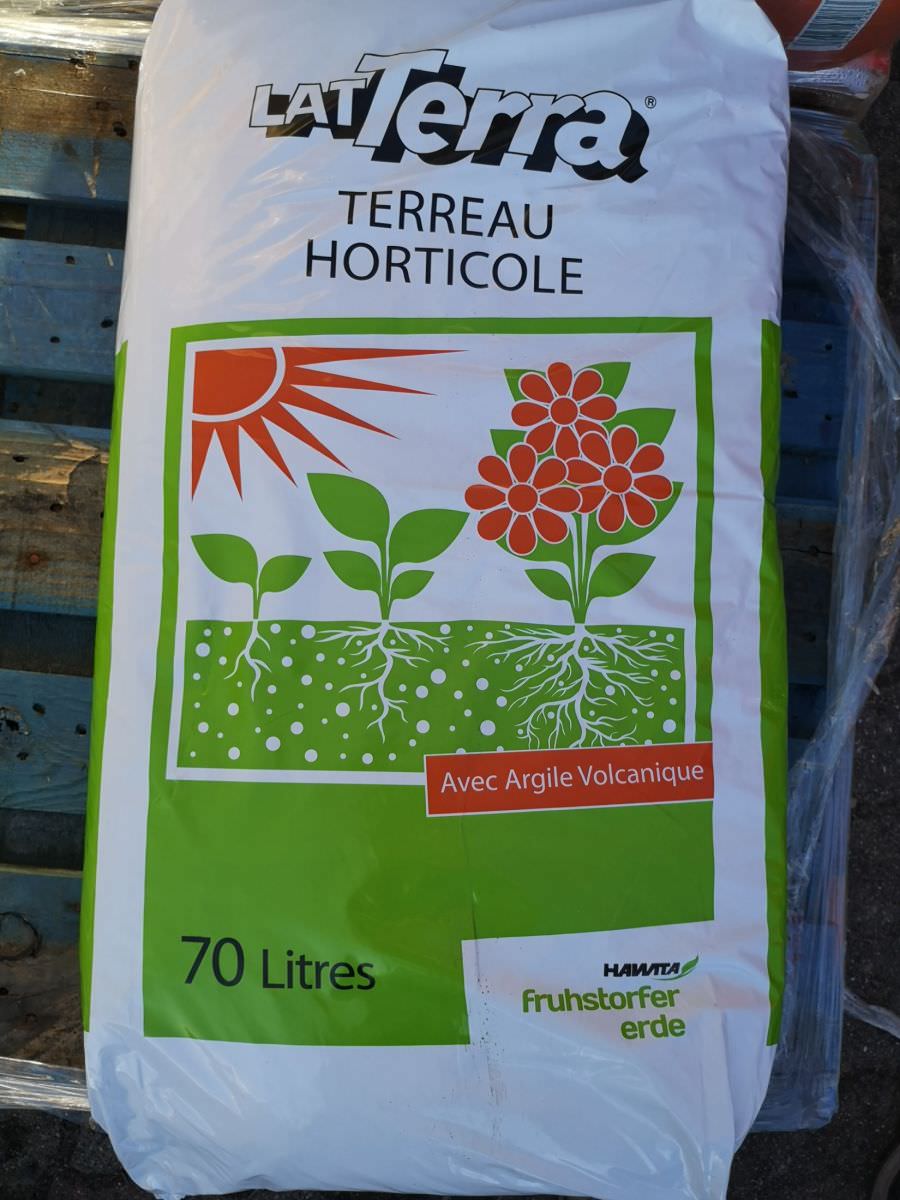 LAT Terra®
TERREAU
HORTICOLE
Avec Argile Volcanique
70 Litres
HAWITA
fruhstorfer
erde